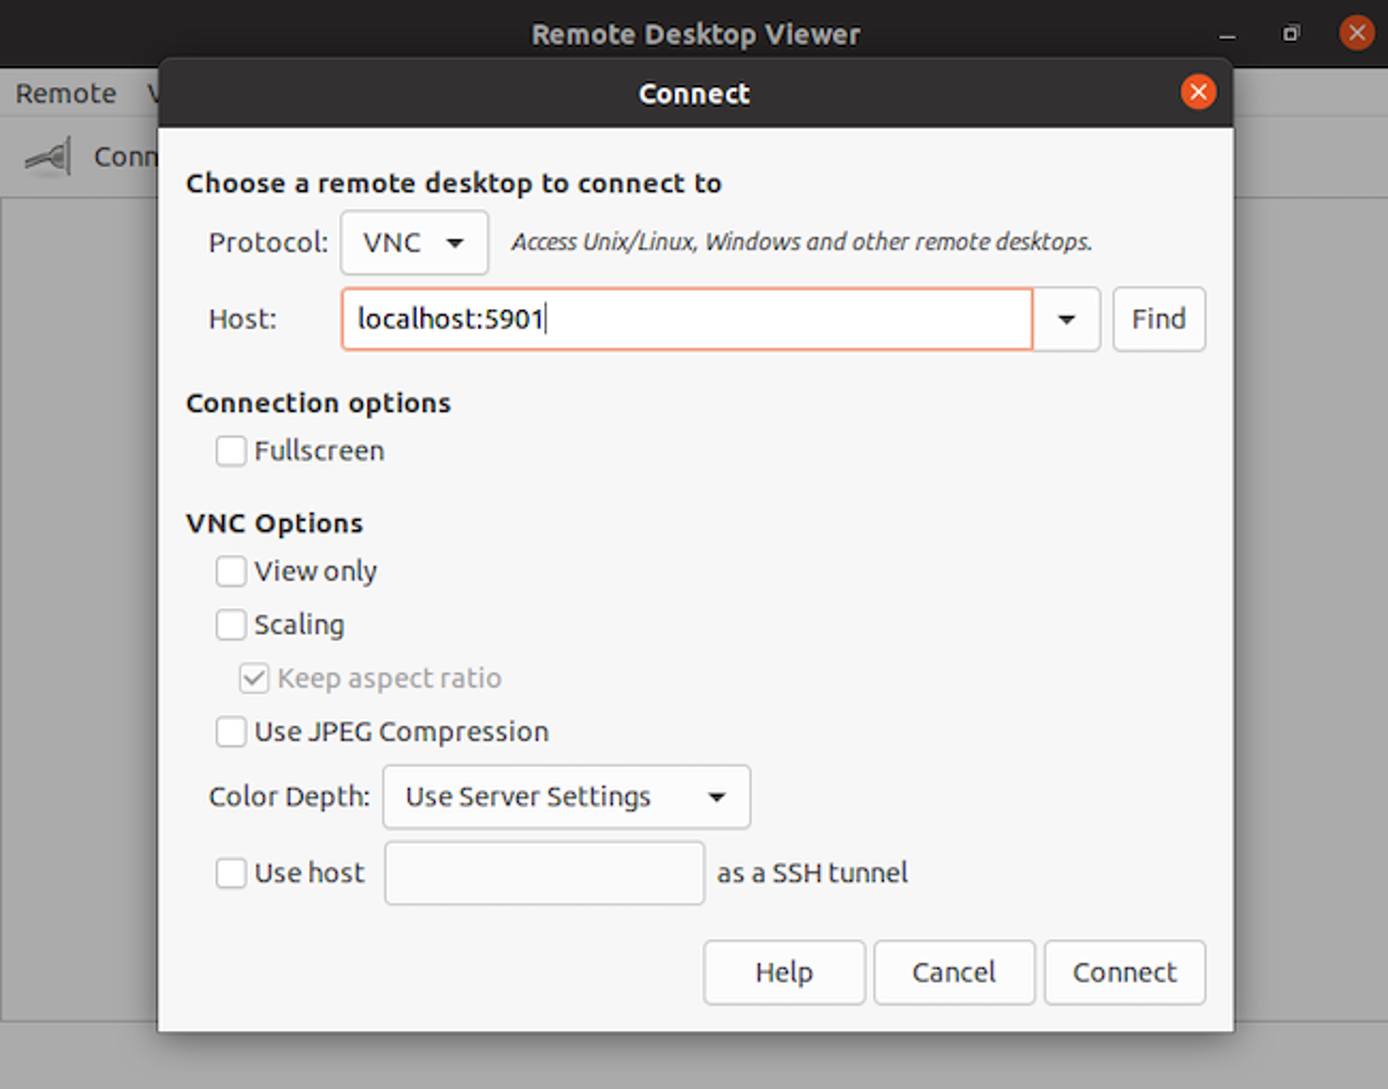 Remote Desktop Viewer
Remote
Connect
Choose a remote desktop to connect to
Protocol: VNC Access Unix/Linux, Windows and other remote desktops.
Host: localhost:5901 Find
Connection options
Fullscreen
VNC Options
View only
Scaling
Keep aspect ratio
Use JPEG Compression
Color Depth: Use Server Settings
Use host as a SSH tunnel
Help Cancel Connect